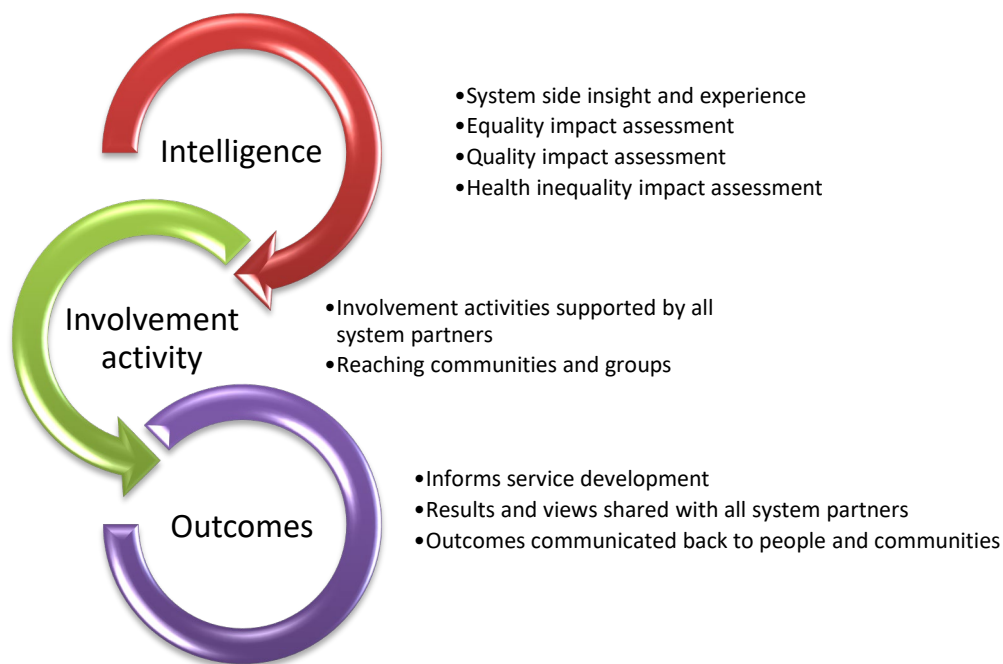 Intelligence
•System side insight and experience
•Equality impact assessment
•Quality impact assessment
•Health inequality impact assessment
Involvement
activity
•Involvement activities supported by all
system partners
•Reaching communities and groups
Outcomes
•Informs service development
•Results and views shared with all system partners
•Outcomes communicated back to people and communities